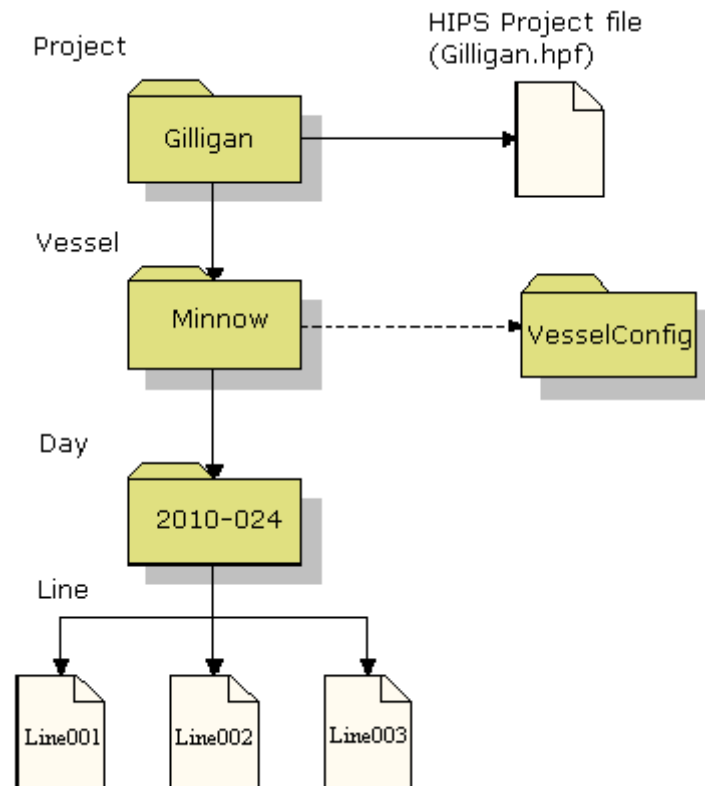 Project
HIPS Project file
(Gilligan.hpf)
Gilligan
Vessel
Minnow
VesselConfig
Day
2010-024
Line
Line001
Line002
Line003